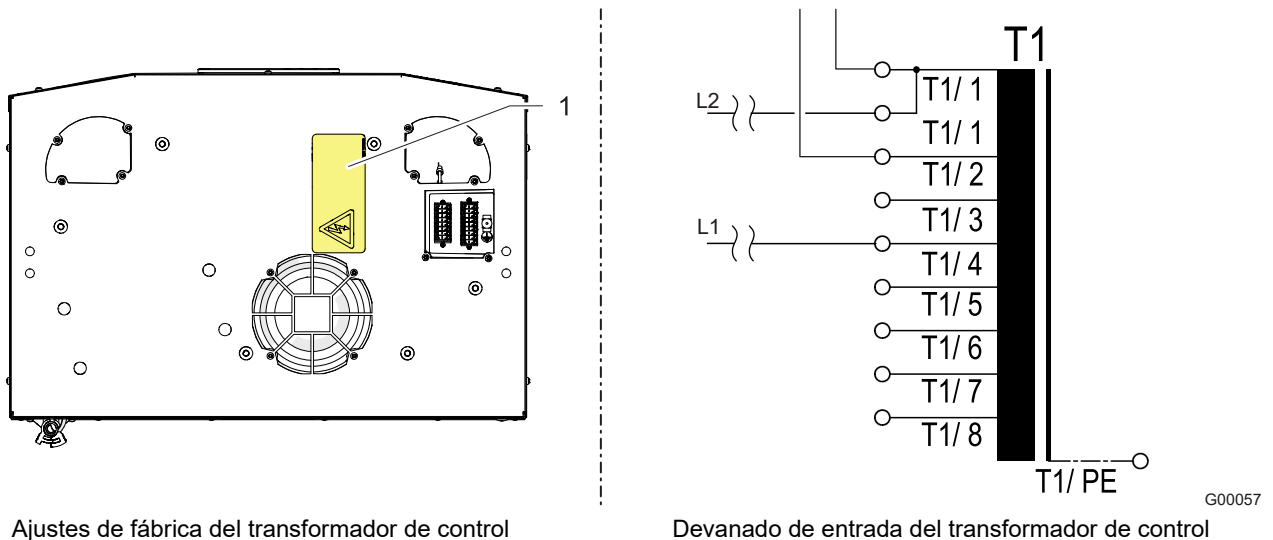 1
T1
T1/ 1
L2
T1/ 1
T1/ 2
T1/ 3
L1
T1/ 4
T1/ 5
T1/ 6
T1/ 7
T1/ 8
T1/ PE
G00057
Ajustes de fábrica del transformador de control
Devanado de entrada del transformador de control